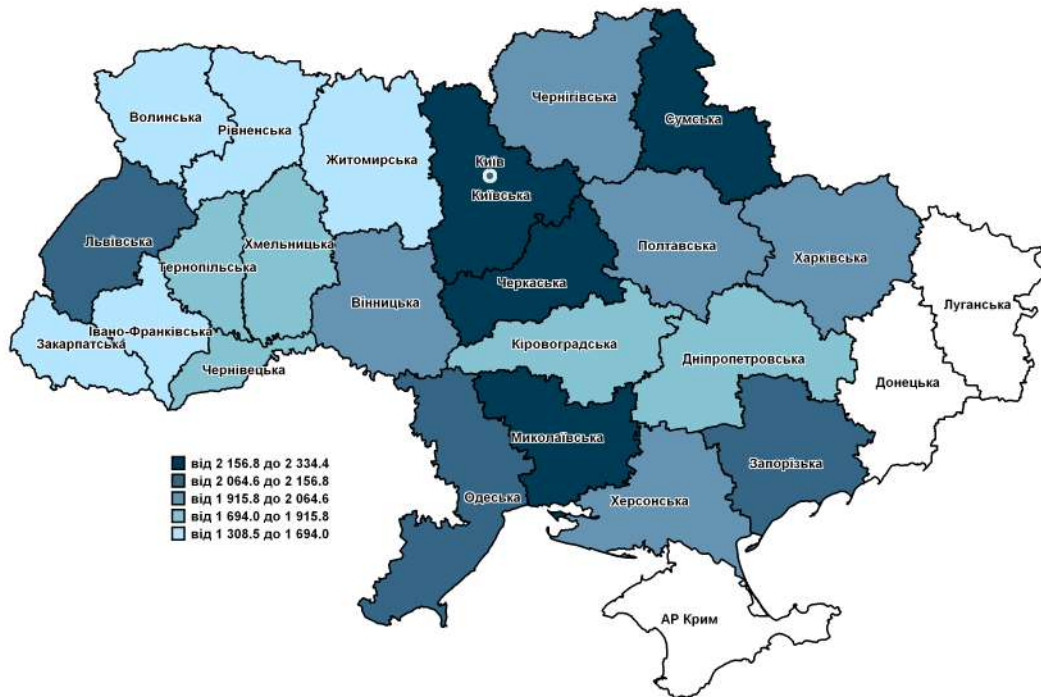 Чернігівська
Сумська
Волинська
Рівненська
Житомирська
Київ
Київська
Львівська
Хмельницька
Тернопільська
Полтавська
Харківська
Черкаська
Вінницька
Луганська
Івано-Франківська
Закарпатська
Кіровоградська
Дніпропетровська
Чернівецька
Донецька
Миколаївська
Запорізька
від 2 156.8 до 2 334.4
від 2 064.6 до 2 156.8
від 1 915.8 до 2 064.6
від 1 694.0 до 1 915.8
від 1 308.5 до 1 694.0
Одеська
Херсонська
АР Крим